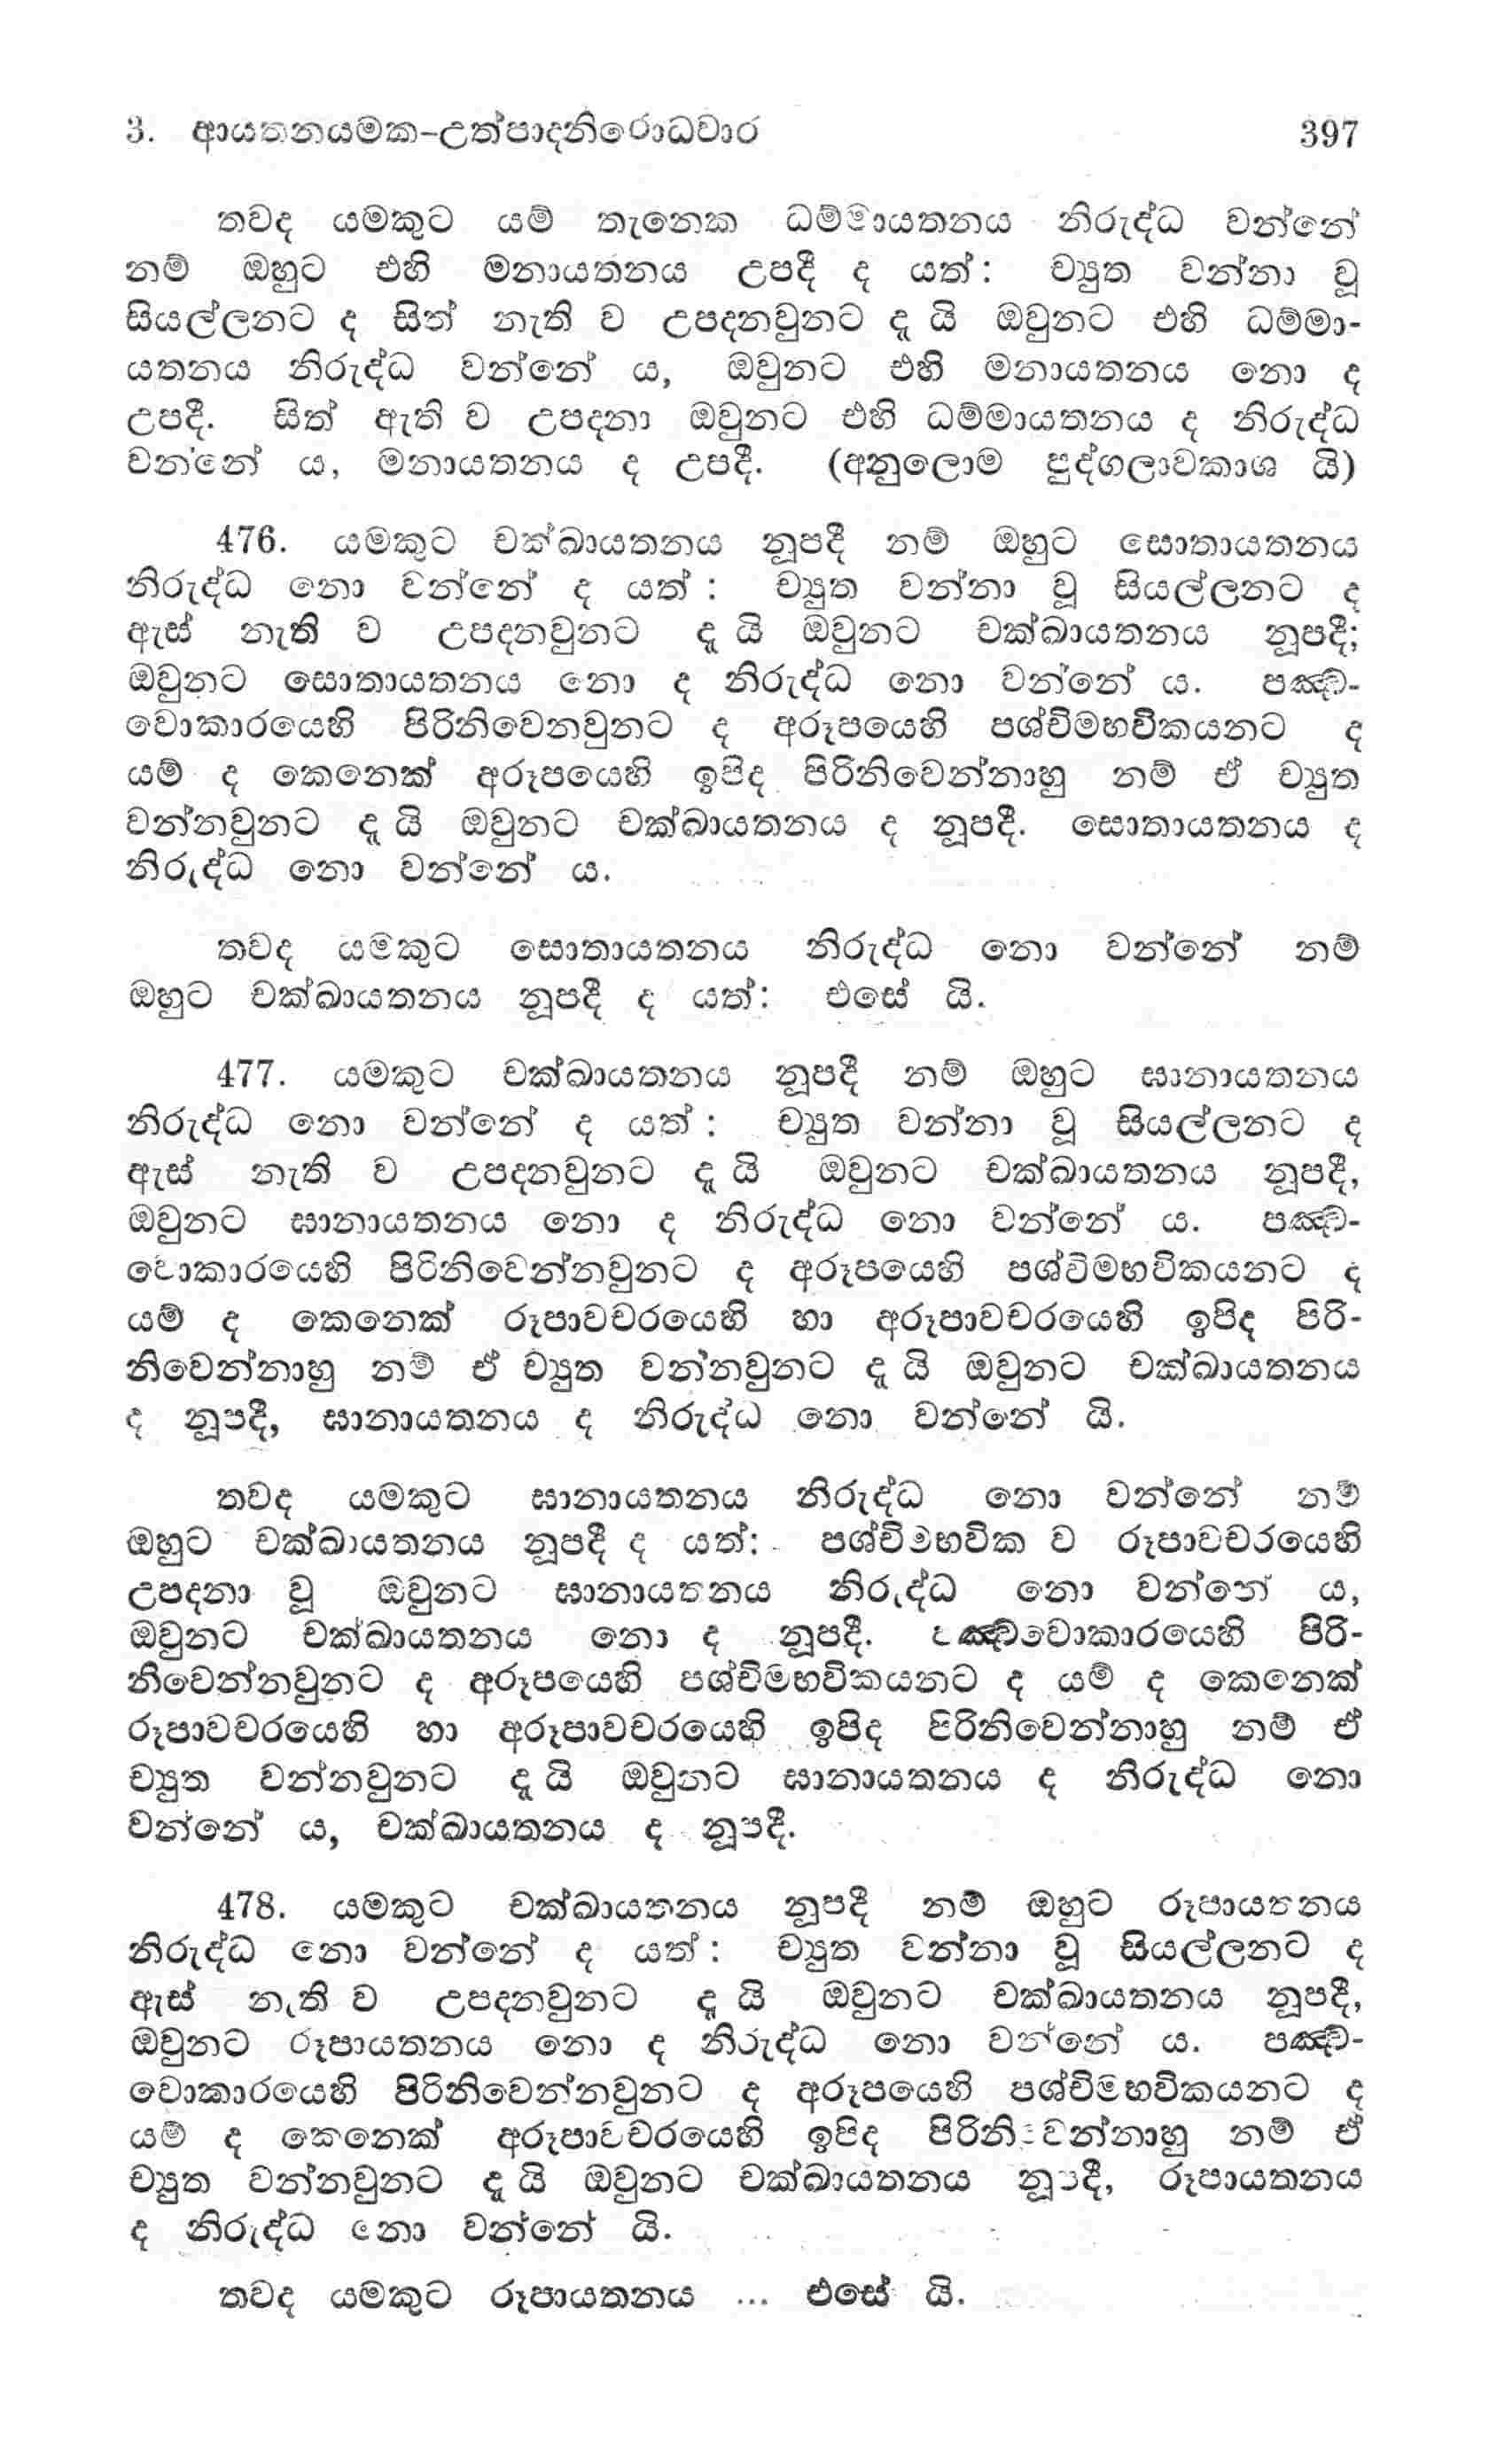 3. ආයතනයමක-උත්පාදනිරොධවාර 397
තවද යමකුට යම් තැනෙක ධම්මායතනය නිරුද්ධ වන්නේ
නම් ඔහුට එහි මනායතනය උපදී ද යත්: ච්‍යුත වන්නා වූ
සියල්ලනට ද සිත් නැති ව උපදනවුනට දැ යි ඔවුනට එහි ධම්මා-
යතනය නිරුද්ධ වන්නේ ය, ඔවුනට එහි මනායතනය නො ද
උපදී. සිත් ඇති ව උපදනා ඔවුනට එහි ධම්මායතනය ද නිරුද්ධ
වන්නේ ය, මනායතනය ද උපදී. (අනුලොම පුද්ගලාවකාශ යි)
476. යමකුට චක්ඛායතනය නූපදී නම් ඔහුට සොතායතනය
නිරුද්ධ නො වන්නේ ද යත් : ච්‍යුත වන්නා වූ සියල්ලනට ද
ඇස් නැති ව උපදනවුනට දැ යි ඔවුනට චක්ඛායතනය නූපදී;
ඔවුනට සොතායතනය නො ද නිරුද්ධ නො වන්නේ ය. පඤ්ච-
වොකාරයෙහි පිරිනිවෙනවුනට ද අරූපයෙහි පශ්චිමභවිකයනට ද
යම් ද කෙනෙක් අරූපයෙහි ඉපිද පිරිනිවෙන්නාහු නම් ඒ ච්‍යුත
වන්නවුනට දැ යි ඔවුනට චක්ඛායතනය ද නූපදී. සොතායතනය ද
නිරුද්ධ නො වන්නේ ය.
තවද යමකුට සොතායතනය නිරුද්ධ නො වන්නේ නම්
ඔහුට චක්ඛායතනය නූපදී ද යත්: එසේ යි.
477. යමකුට චක්ඛායතනය නූපදී නම් ඔහුට ඝානායතනය
නිරුද්ධ නො වන්නේ ද යත් : ච්‍යුත වන්නා වූ සියල්ලනට ද
ඇස් නැති ව උපදනවුනට දැ යි ඔවුනට චක්ඛායතනය නූපදී,
ඔවුනට ඝානායතනය නො ද නිරුද්ධ නො වන්නේ ය. පඤ්ච-
වොකාරයෙහි පිරිනිවෙන්නවුනට ද අරූපයෙහි පශ්චිමභවිකයනට ද
යම් ද කෙනෙක් රූපාවචරයෙහි හා අරූපාවචරයෙහි ඉපිද පිරි-
නිවෙන්නාහු නම් ඒ ච්‍යුත වන්නවුනට දැ යි ඔවුනට චක්ඛායතනය
ද නූපදී, ඝානායතනය ද නිරුද්ධ නො වන්නේ යි.
තවද යමකුට ඝානායතනය නිරුද්ධ නො වන්නේ නම්
ඔහුට චක්ඛායතනය නූපදී ද යත්: පශ්චිමභවික ව රූපාවචරයෙහි
උපදනා වූ ඔවුනට ඝානායතනය නිරුද්ධ නො වන්නේ ය,
ඔවුනට චක්ඛායතනය නො ද නූපදී. පඤ්චවොකාරයෙහි පිරි-
නිවෙන්නවුනට ද අරූපයෙහි පශ්චිමභවිකයනට ද යම් ද කෙනෙක්
රූපාවචරයෙහි හා අරූපාවචරයෙහි ඉපිද පිරිනිවෙන්නාහු නම් ඒ
ච්‍යුත වන්නවුනට දැ යි ඔවුනට ඝානායතනය ද නිරුද්ධ නො
වන්නේ ය, චක්ඛායතනය ද නූපදී.
478. යමකුට චක්ඛායතනය නූපදී නම් ඔහුට රූපායතනය
නිරුද්ධ නො වන්නේ ද යත් : ච්‍යුත වන්නා වූ සියල්ලනට ද
ඇස් නැති ව උපදනවුනට දැ යි ඔවුනට චක්ඛායතනය නූපදී,
ඔවුනට රූපායතනය නො ද නිරුද්ධ නො වන්නේ ය. පඤ්ච-
වොකාරයෙහි පිරිනිවෙන්නවුනට ද අරූපයෙහි පශ්චිමභවිකයනට ද
යම් ද කෙනෙක් අරූපාවචරයෙහි ඉපිද පිරිනිවෙන්නාහු නම් ඒ
ච්‍යුත වන්නවුනට දැ යි ඔවුනට චක්ඛායතනය නූපදී, රූපායතනය
ද නිරුද්ධ නො වන්නේ යි.
තවද යමකුට රූපායතනය ... එසේ යි.